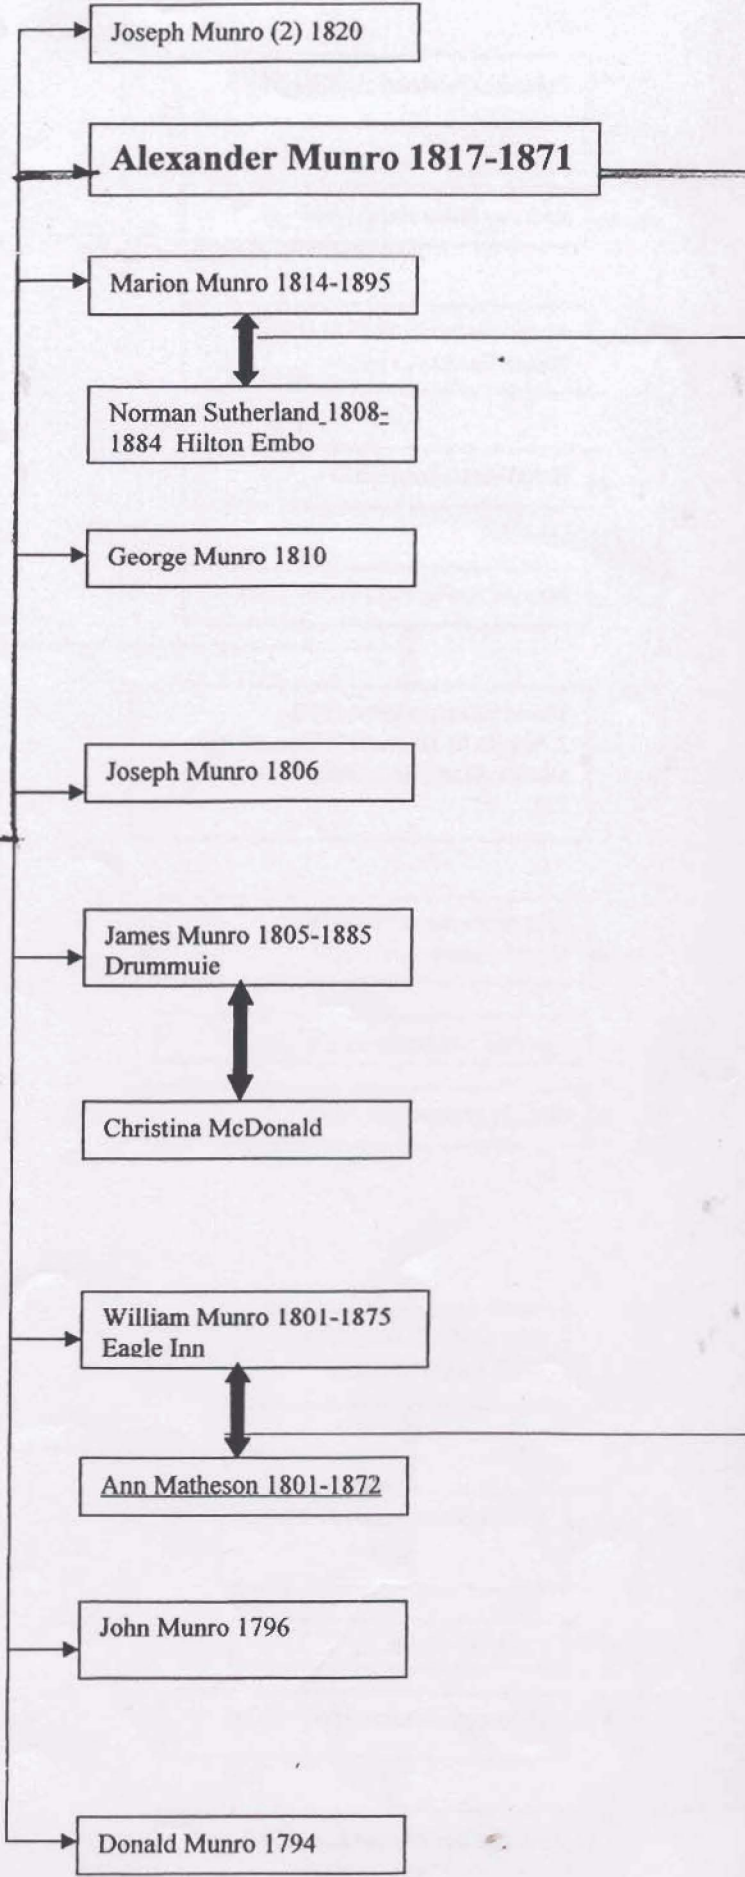 Joseph Munro (2) 1820
Alexander Munro 1817-1871
Marion Munro 1814-1895
Norman Sutherland 1808-
1884 Hilton Embo
George Munro 1810
Joseph Munro 1806
James Munro 1805-1885
Drummuie
Christina McDonald
William Munro 1801-1875
Eagle Inn
Ann Matheson 1801-1872
John Munro 1796
Donald Munro 1794